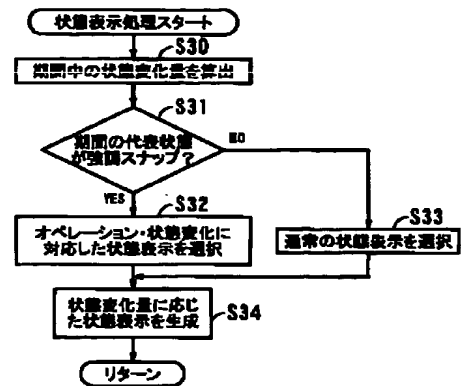 状態表示処理スタート
S30
期間中の状態変化量を算出
S31
期間の代表状態
が強調スナップ？
NO
YES
S32
オペレーション・状態変化に
対応した状態表示を選択
S33
通常の状態表示を選択
状態変化量に応じ
た状態表示を生成
S34
リターン